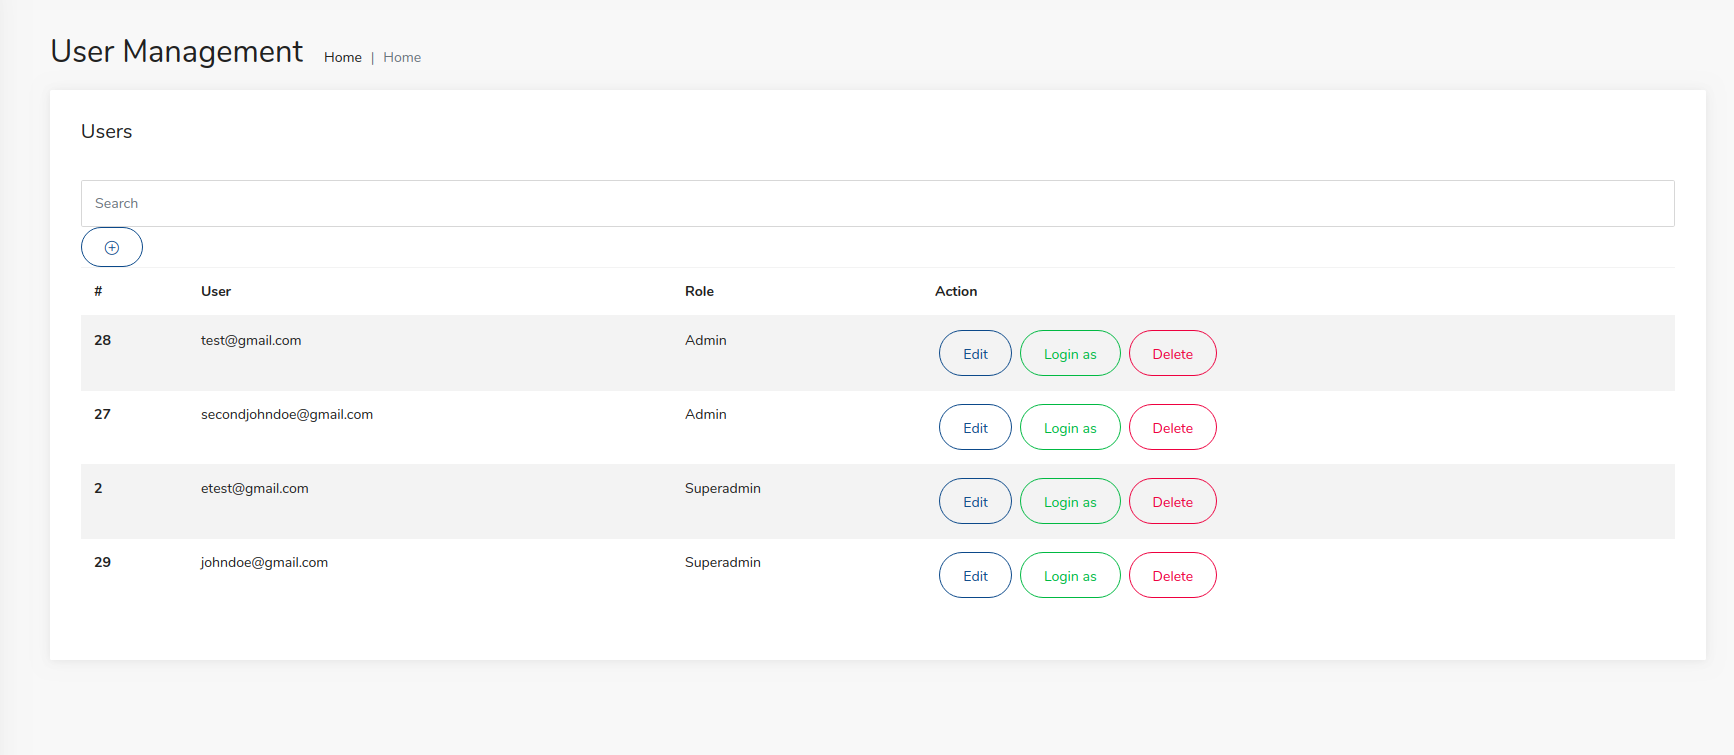 User Management Home | Home
Users
Search
# User Role Action
28 test@gmail.com Admin Edit Login as Delete
27 secondjohndoe@gmail.com Admin Edit Login as Delete
2 etest@gmail.com Superadmin Edit Login as Delete
29 johndoe@gmail.com Superadmin Edit Login as Delete